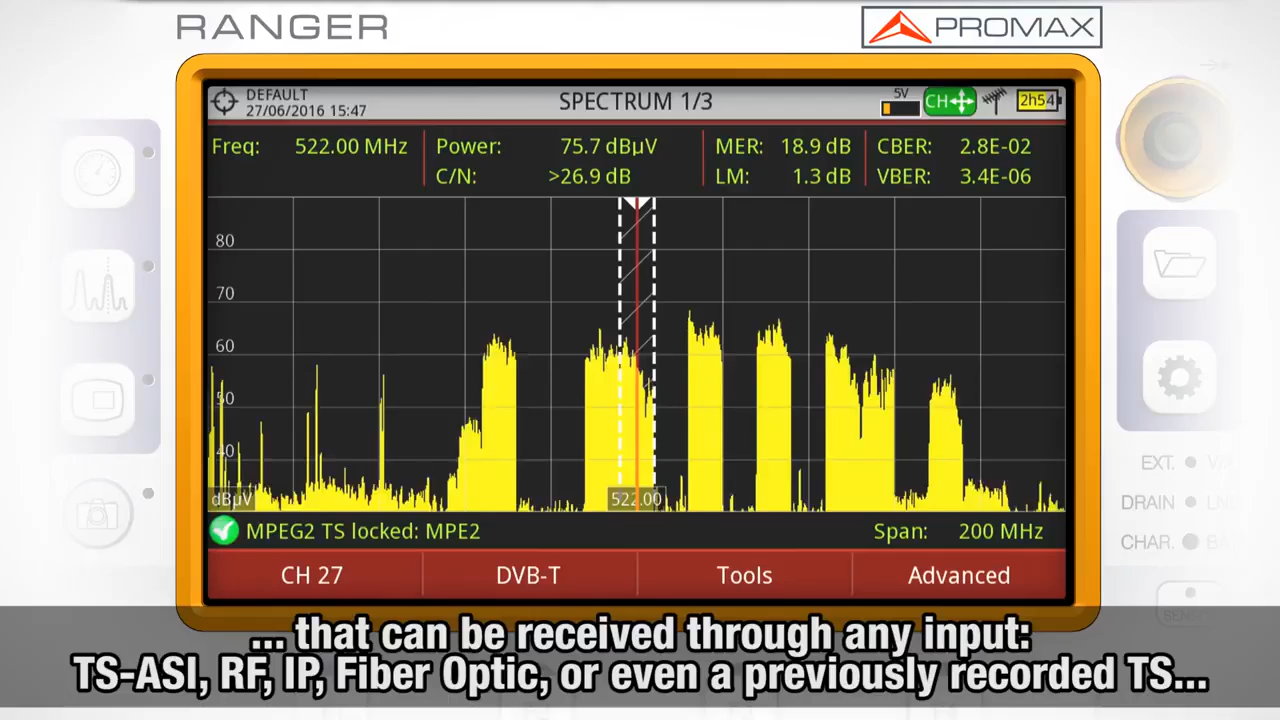 RANGER
PROMAX
DEFAULT
27/06/2016 15:47
SPECTRUM 1/3
5V
CH
2h54
Freq: 522.00 MHz
Power: 75.7 dBµV
MER: 18.9 dB
CBER: 2.8E-02
C/N: >26.9 dB
LM: 1.3 dB
VBER: 3.4E-06
80
70
60
50
40
dBµV
522.00
MPEG2 TS locked: MPE2
Span: 200 MHz
CH 27
DVB-T
Tools
Advanced
EXT.
DRAIN
CHAR.
... that can be received through any input:
TS-ASI, RF, IP, Fiber Optic, or even a previously recorded TS...